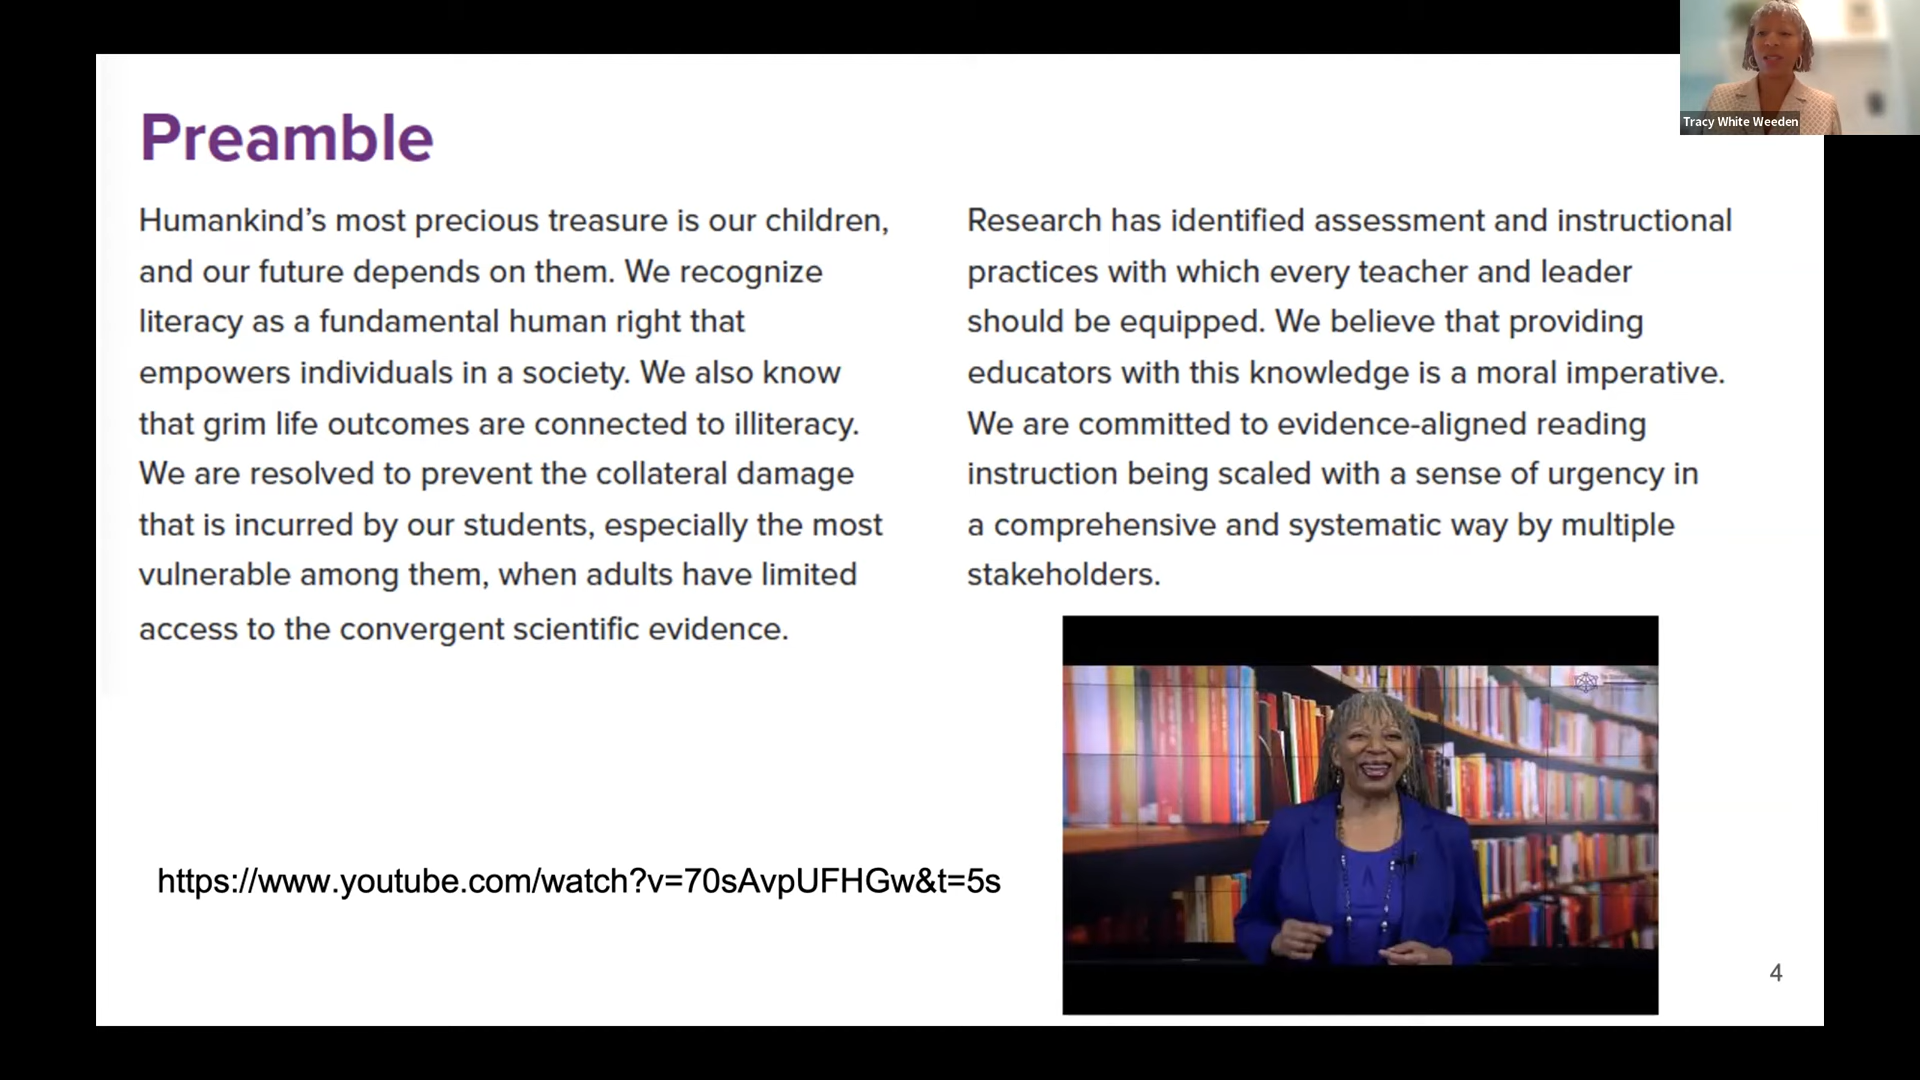 Preamble
Humankind’s most precious treasure is our children,
and our future depends on them. We recognize
literacy as a fundamental human right that
empowers individuals in a society. We also know
that grim life outcomes are connected to illiteracy.
We are resolved to prevent the collateral damage
that is incurred by our students, especially the most
vulnerable among them, when adults have limited
access to the convergent scientific evidence.
Research has identified assessment and instructional
practices with which every teacher and leader
should be equipped. We believe that providing
educators with this knowledge is a moral imperative.
We are committed to evidence-aligned reading
instruction being scaled with a sense of urgency in
a comprehensive and systematic way by multiple
stakeholders.
https://www.youtube.com/watch?v=70sAvpUFHGw&t=5s
4
Tracy White Weeden